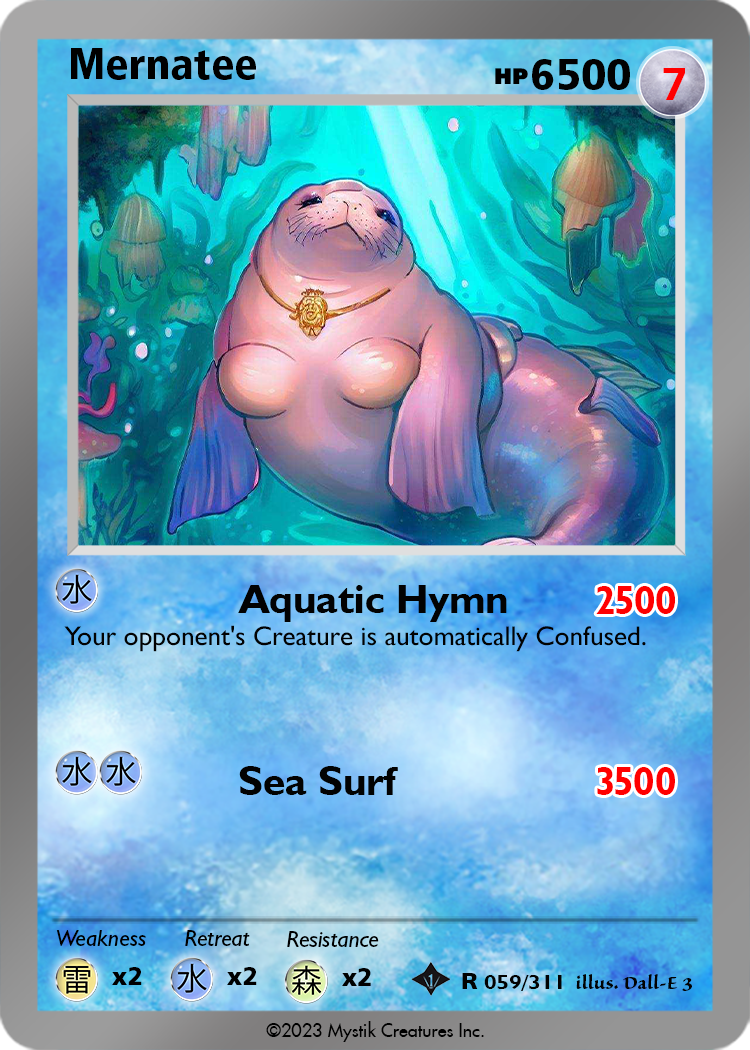 Mernatee
HP6500 7
水 Aquatic Hymn 2500
Your opponent's Creature is automatically Confused.
水 水 Sea Surf 3500
Weakness Retreat Resistance
雷 x2 水 x2 森 x2 1 R 059/311 illus. Dall-E 3
©2023 Mystik Creatures Inc.